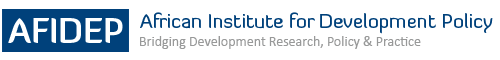 AFIDEP
African Institute for Development Policy
Bridging Development Research, Policy & Practice